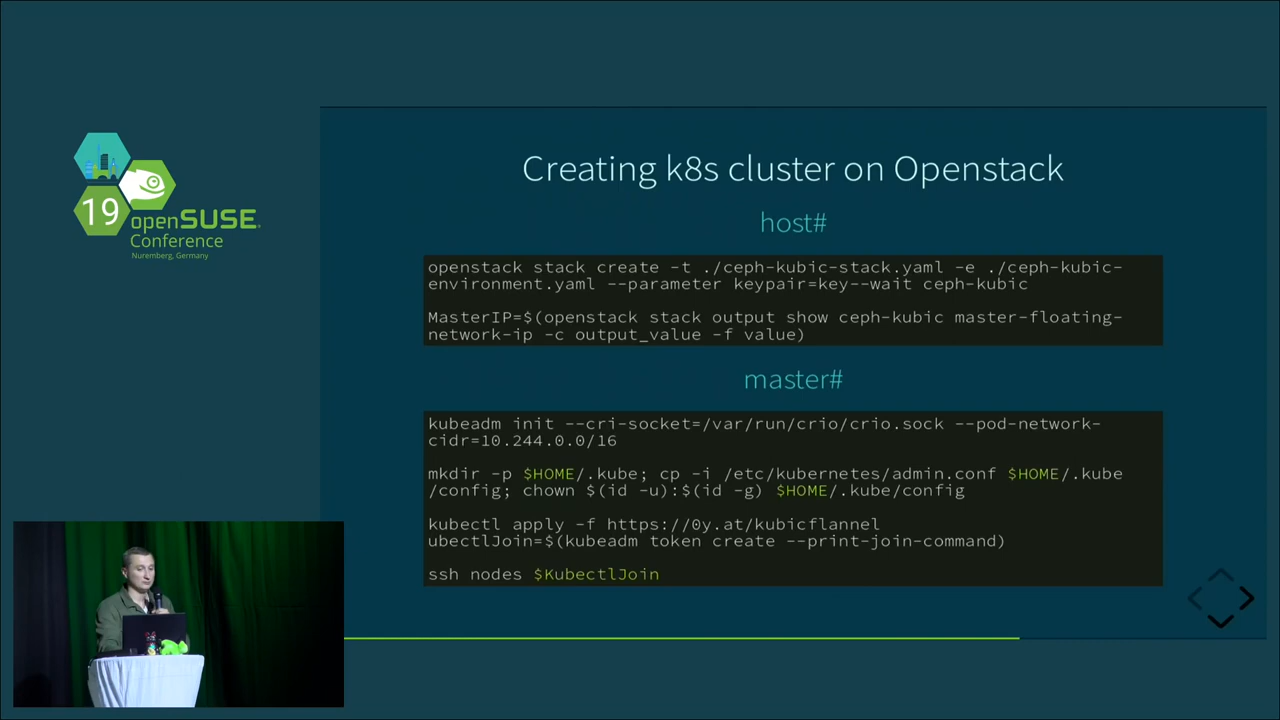 19
openSUSE
Conference
Nuremberg, Germany
Creating k8s cluster on Openstack
host#
openstack stack create -t ./ceph-kubic-stack.yaml -e ./ceph-kubic-
environment.yaml --parameter keypair=key--wait ceph-kubic
MasterIP=$(openstack stack output show ceph-kubic master-floating-
network-ip -c output_value -f value)
master#
kubeadm init --cri-socket=/var/run/crio/crio.sock --pod-network-
cidr=10.244.0.0/16
mkdir -p $HOME/.kube; cp -i /etc/kubernetes/admin.conf $HOME/.kube
/config; chown $(id -u):$(id -g) $HOME/.kube/config
kubectl apply -f https://0y.at/kubicflannel
ubectlJoin=$(kubeadm token create --print-join-command)
ssh nodes $KubectlJoin